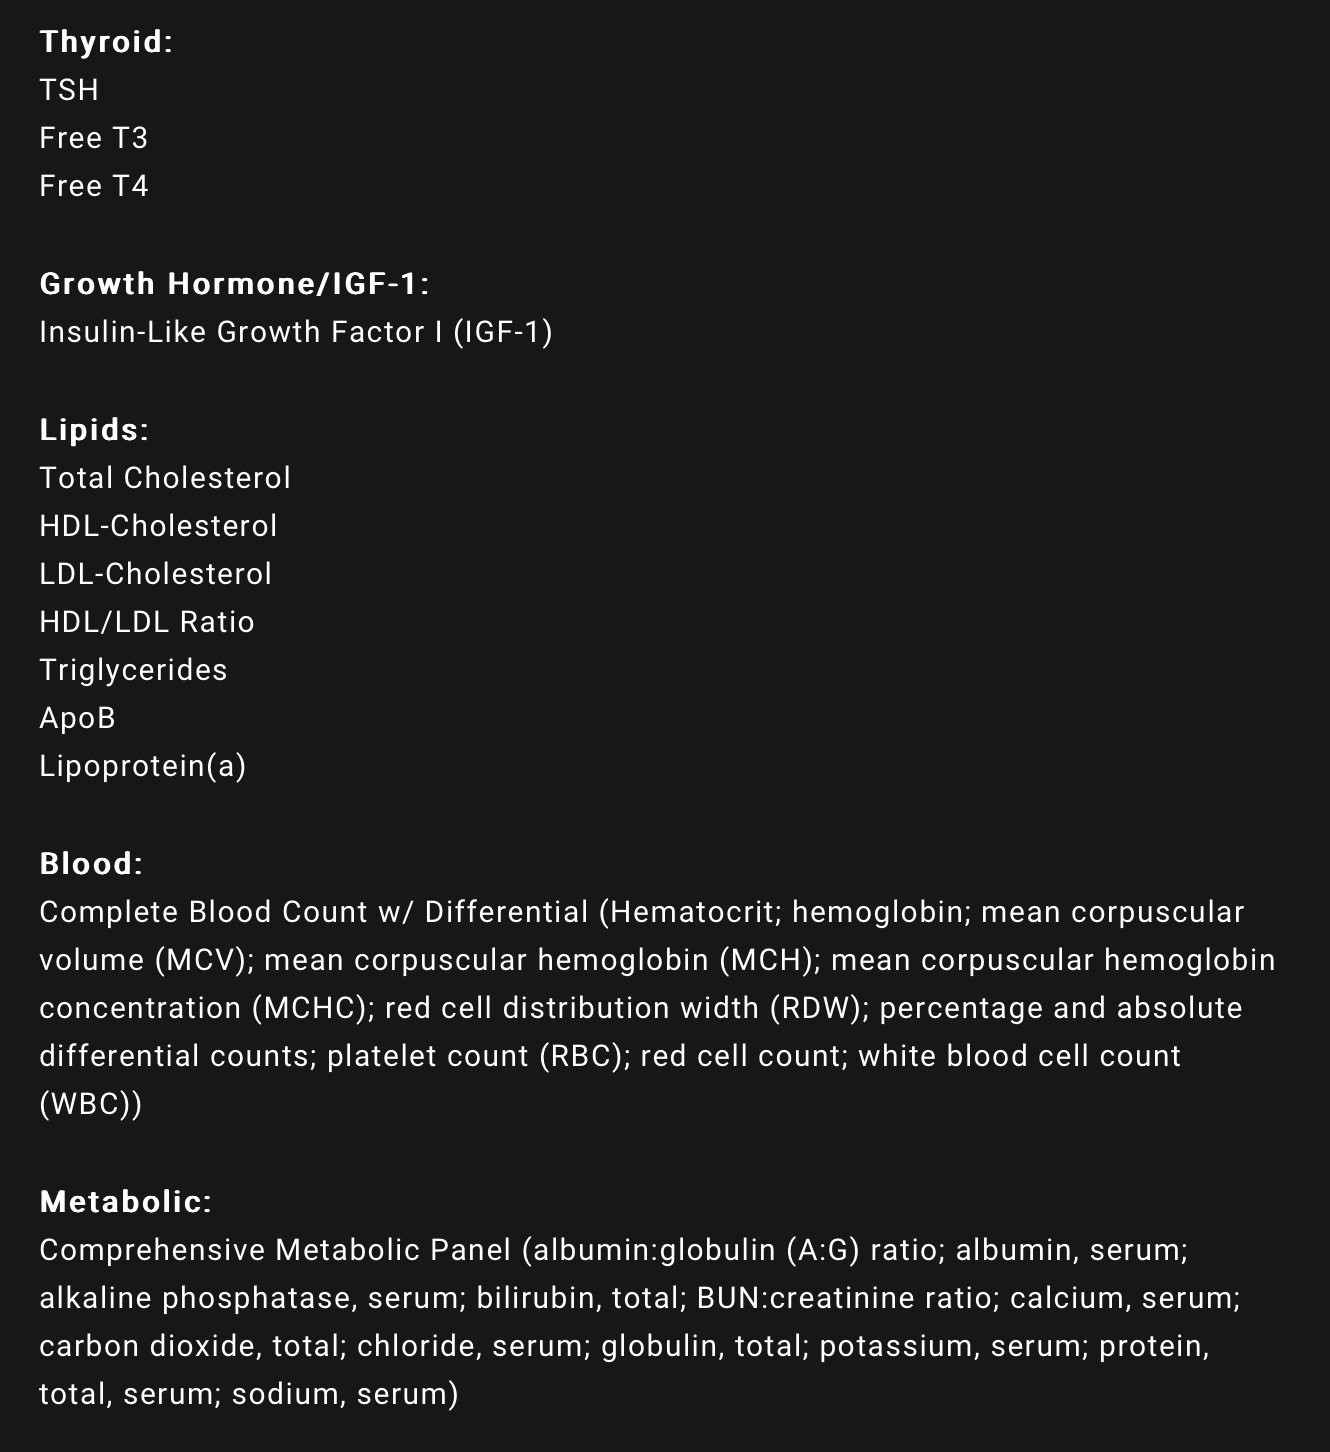 Thyroid:
TSH
Free T3
Free T4
Growth Hormone/IGF-1:
Insulin-Like Growth Factor I (IGF-1)
Lipids:
Total Cholesterol
HDL-Cholesterol
LDL-Cholesterol
HDL/LDL Ratio
Triglycerides
ApoB
Lipoprotein(a)
Blood:
Complete Blood Count w/ Differential (Hematocrit; hemoglobin; mean corpuscular
volume (MCV); mean corpuscular hemoglobin (MCH); mean corpuscular hemoglobin
concentration (MCHC); red cell distribution width (RDW); percentage and absolute
differential counts; platelet count (RBC); red cell count; white blood cell count
(WBC))
Metabolic:
Comprehensive Metabolic Panel (albumin:globulin (A:G) ratio; albumin, serum;
alkaline phosphatase, serum; bilirubin, total; BUN:creatinine ratio; calcium, serum;
carbon dioxide, total; chloride, serum; globulin, total; potassium, serum; protein,
total, serum; sodium, serum)